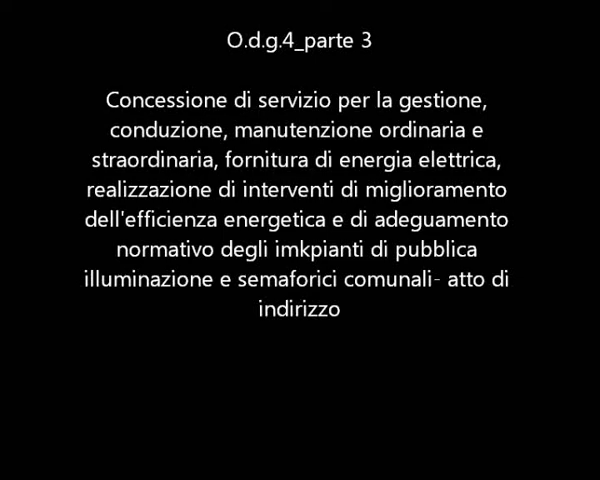 O.d.g.4_parte 3
Concessione di servizio per la gestione,
conduzione, manutenzione ordinaria e
straordinaria, fornitura di energia elettrica,
realizzazione di interventi di miglioramento
dell'efficienza energetica e di adeguamento
normativo degli imkpianti di pubblica
illuminazione e semaforici comunali- atto di
indirizzo